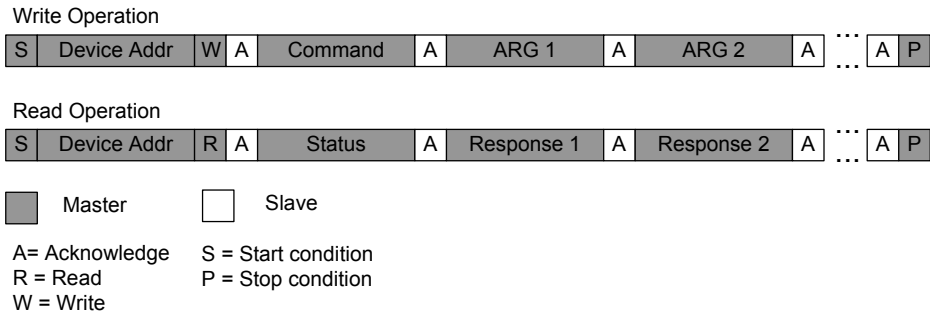 Write Operation
S Device Addr W A Command A ARG 1 A ARG 2 A ... ... A P
Read Operation
S Device Addr R A Status A Response 1 A Response 2 A ... ... A P
Master Slave
A= Acknowledge S = Start condition
R = Read P = Stop condition
W = Write